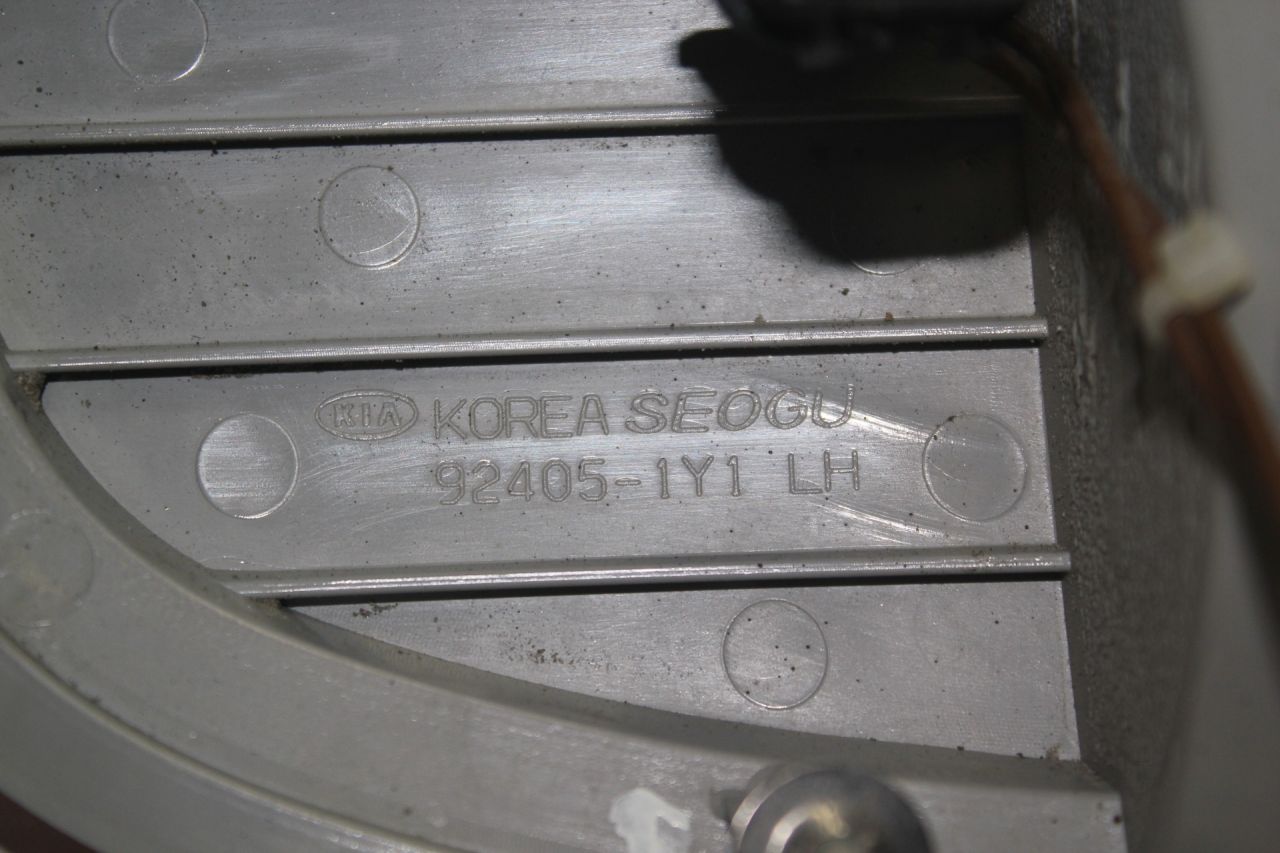 KIA KOREA SEOGU
92405-1Y1 LH